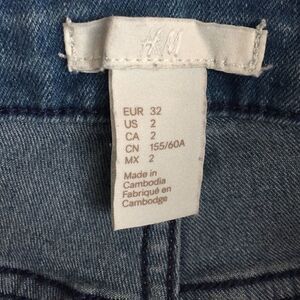 H&M
EUR 32
US 2
CA 2
CN 155/60A
MX 2
Made in
Cambodia
Fabriqué en
Cambodge